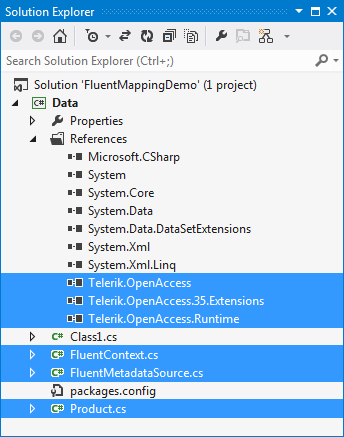 Solution Explorer
Search Solution Explorer (Ctrl+;)
Solution 'FluentMappingDemo' (1 project)
C# Data
Properties
References
Microsoft.CSharp
System
System.Core
System.Data
System.Data.DataSetExtensions
System.Xml
System.Xml.Linq
Telerik.OpenAccess
Telerik.OpenAccess.35.Extensions
Telerik.OpenAccess.Runtime
C# Class1.cs
C# FluentContext.cs
C# FluentMetadataSource.cs
packages.config
C# Product.cs